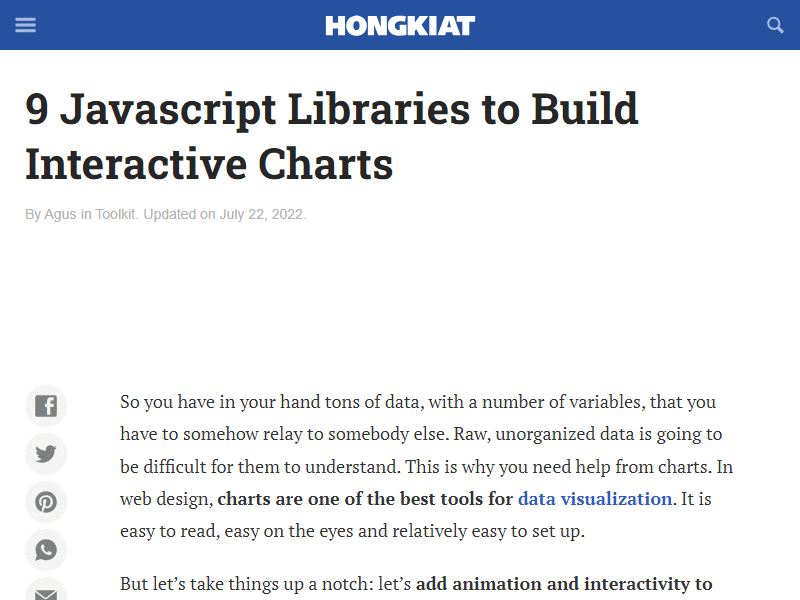 HONGKIAT
9 Javascript Libraries to Build
Interactive Charts
By Agus in Toolkit. Updated on July 22, 2022.
So you have in your hand tons of data, with a number of variables, that you
have to somehow relay to somebody else. Raw, unorganized data is going to
be difficult for them to understand. This is why you need help from charts. In
web design, charts are one of the best tools for data visualization. It is
easy to read, easy on the eyes and relatively easy to set up.
But let’s take things up a notch: let’s add animation and interactivity to